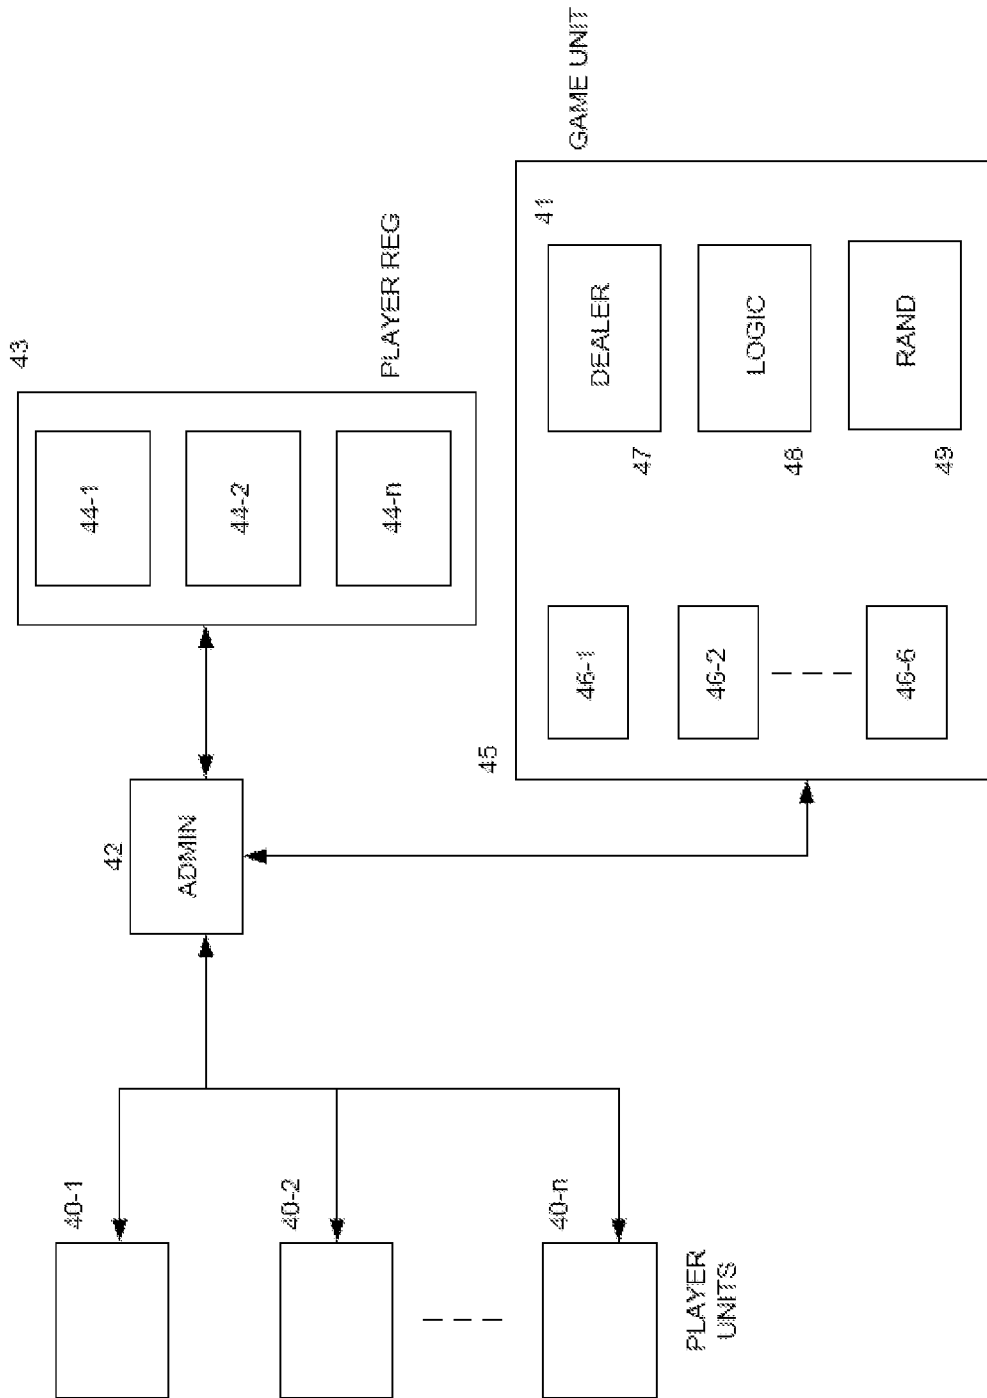 40-1
40-2
40-n
PLAYER
UNITS
42
ADMIN
43
44-1
44-2
44-n
PLAYER REG
45
46-1
46-2
46-6
41
DEALER
47
LOGIC
48
RAND
49
GAME UNIT